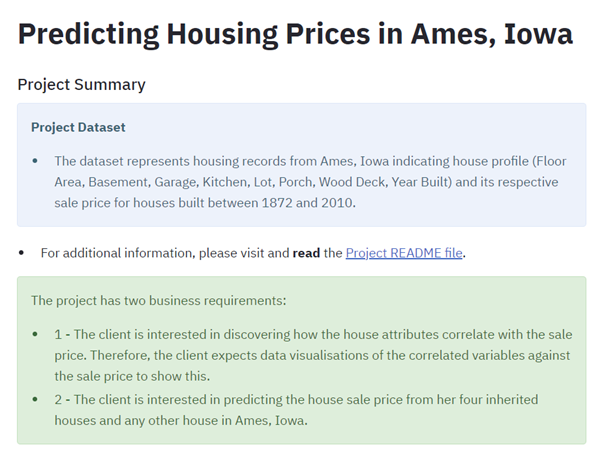 Predicting Housing Prices in Ames, Iowa
Project Summary
Project Dataset
• The dataset represents housing records from Ames, Iowa indicating house profile (Floor
Area, Basement, Garage, Kitchen, Lot, Porch, Wood Deck, Year Built) and its respective
sale price for houses built between 1872 and 2010.
• For additional information, please visit and read the Project README file.
The project has two business requirements:
• 1 - The client is interested in discovering how the house attributes correlate with the sale
price. Therefore, the client expects data visualisations of the correlated variables against
the sale price to show this.
• 2 - The client is interested in predicting the house sale price from her four inherited
houses and any other house in Ames, Iowa.